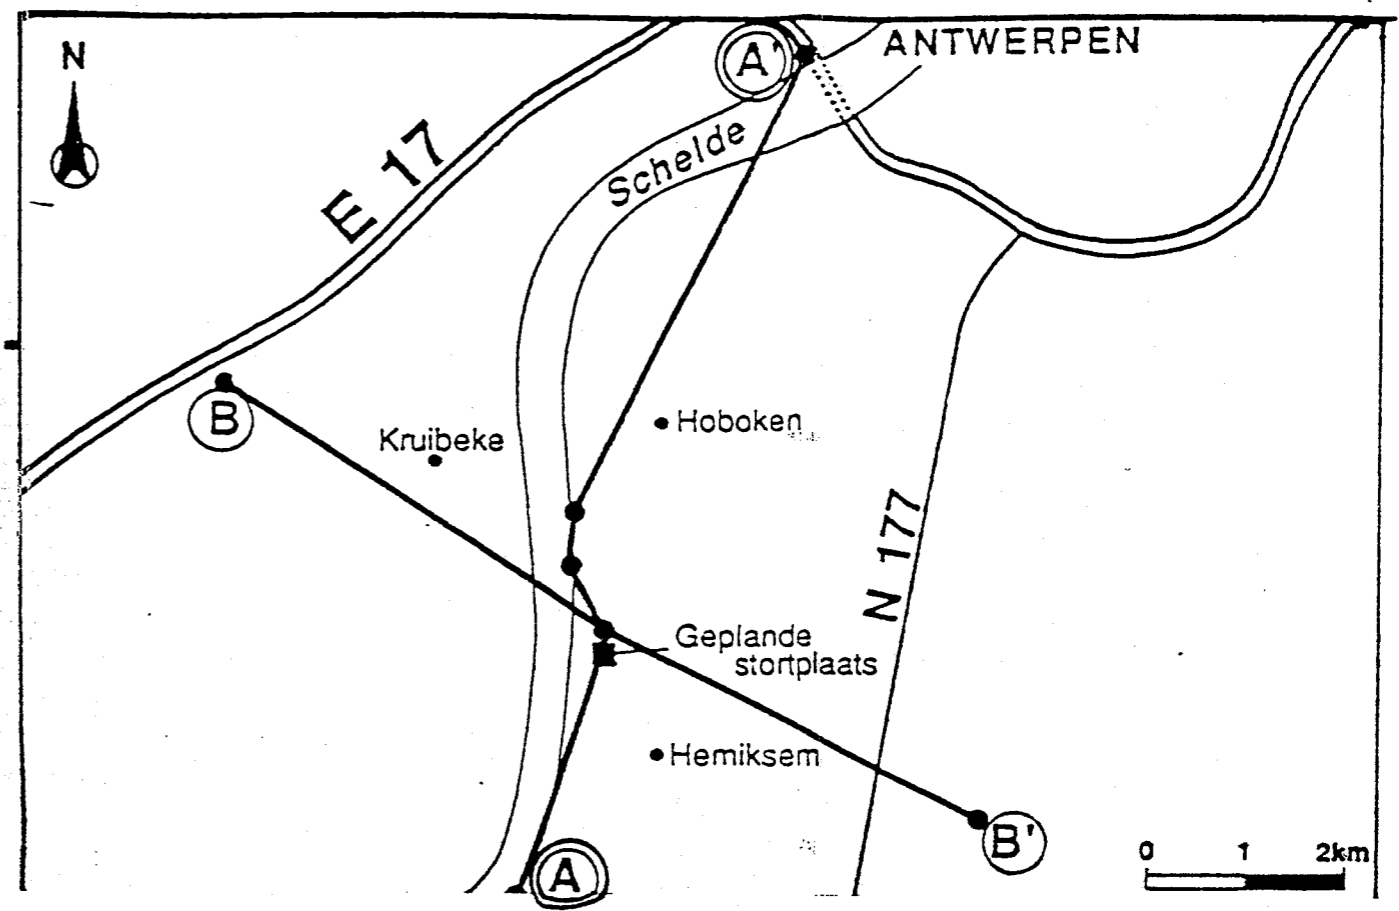 N
A'
ANTWERPEN
E 17
Schelde
B
Kruibeke
Hoboken
N 177
Geplande
stortplaats
Hemiksem
A
B'
0 1 2km